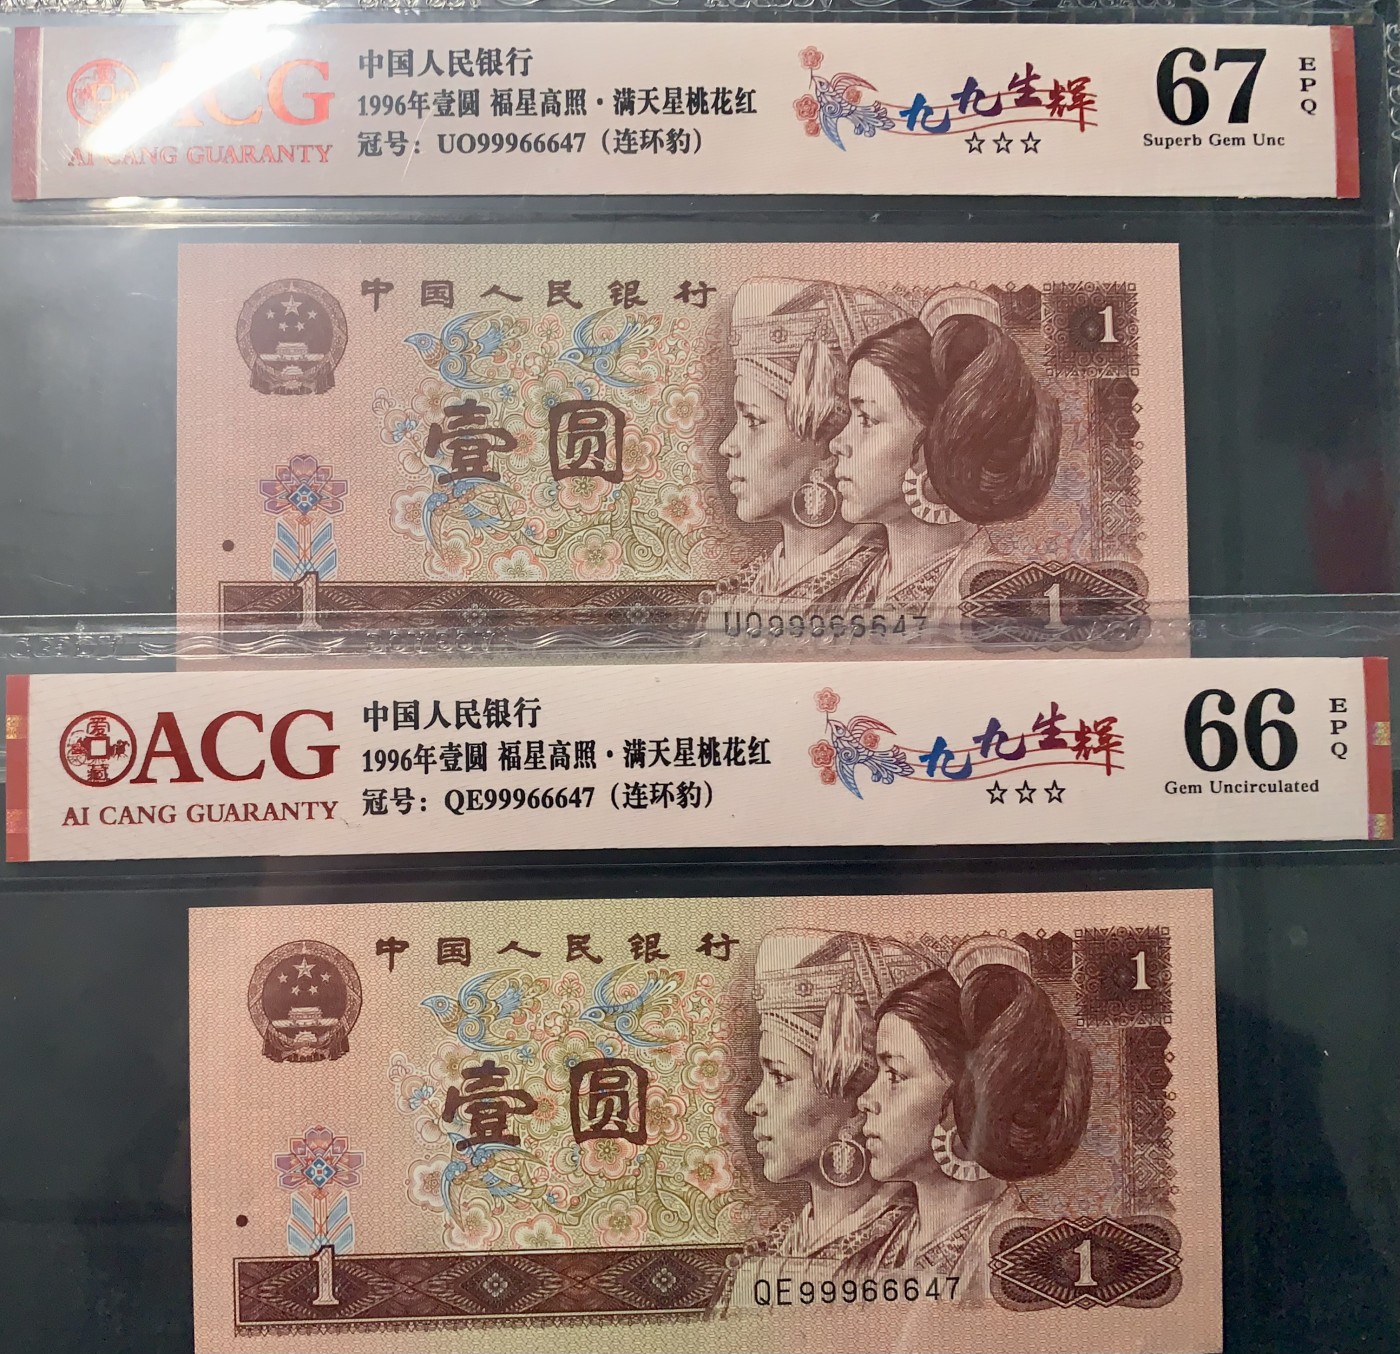 ACG
AI CANG GUARANTY
中国人民银行
1996年壹圆 福星高照·满天星桃花红
冠号：UO99966647（连环豹）
九九生辉
☆☆☆
67
EPQ
Superb Gem Unc
中国人民银行
壹圆
1
1
UO99966647
1
爱藏
ACG
AI CANG GUARANTY
中国人民银行
1996年壹圆 福星高照·满天星桃花红
冠号：QE99966647（连环豹）
九九生辉
☆☆☆
66
EPQ
Gem Uncirculated
中国人民银行
壹圆
1
1
QE99966647
1